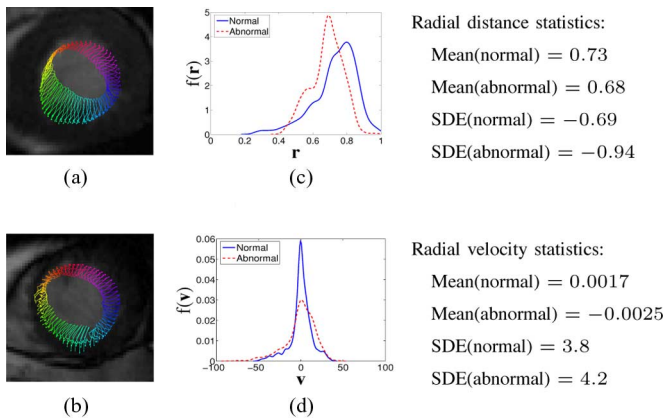 Normal
Abnormal
f(r)
5
4
3
2
1
0
0 0.2 0.4 0.6 0.8 1
r
(a)
(c)
Radial distance statistics:
Mean(normal) = 0.73
Mean(abnormal) = 0.68
SDE(normal) = −0.69
SDE(abnormal) = −0.94
Normal
Abnormal
f(v)
0.06
0.05
0.04
0.03
0.02
0.01
0.00
−100 −50 0 50 100
v
(b)
(d)
Radial velocity statistics:
Mean(normal) = 0.0017
Mean(abnormal) = −0.0025
SDE(normal) = 3.8
SDE(abnormal) = 4.2